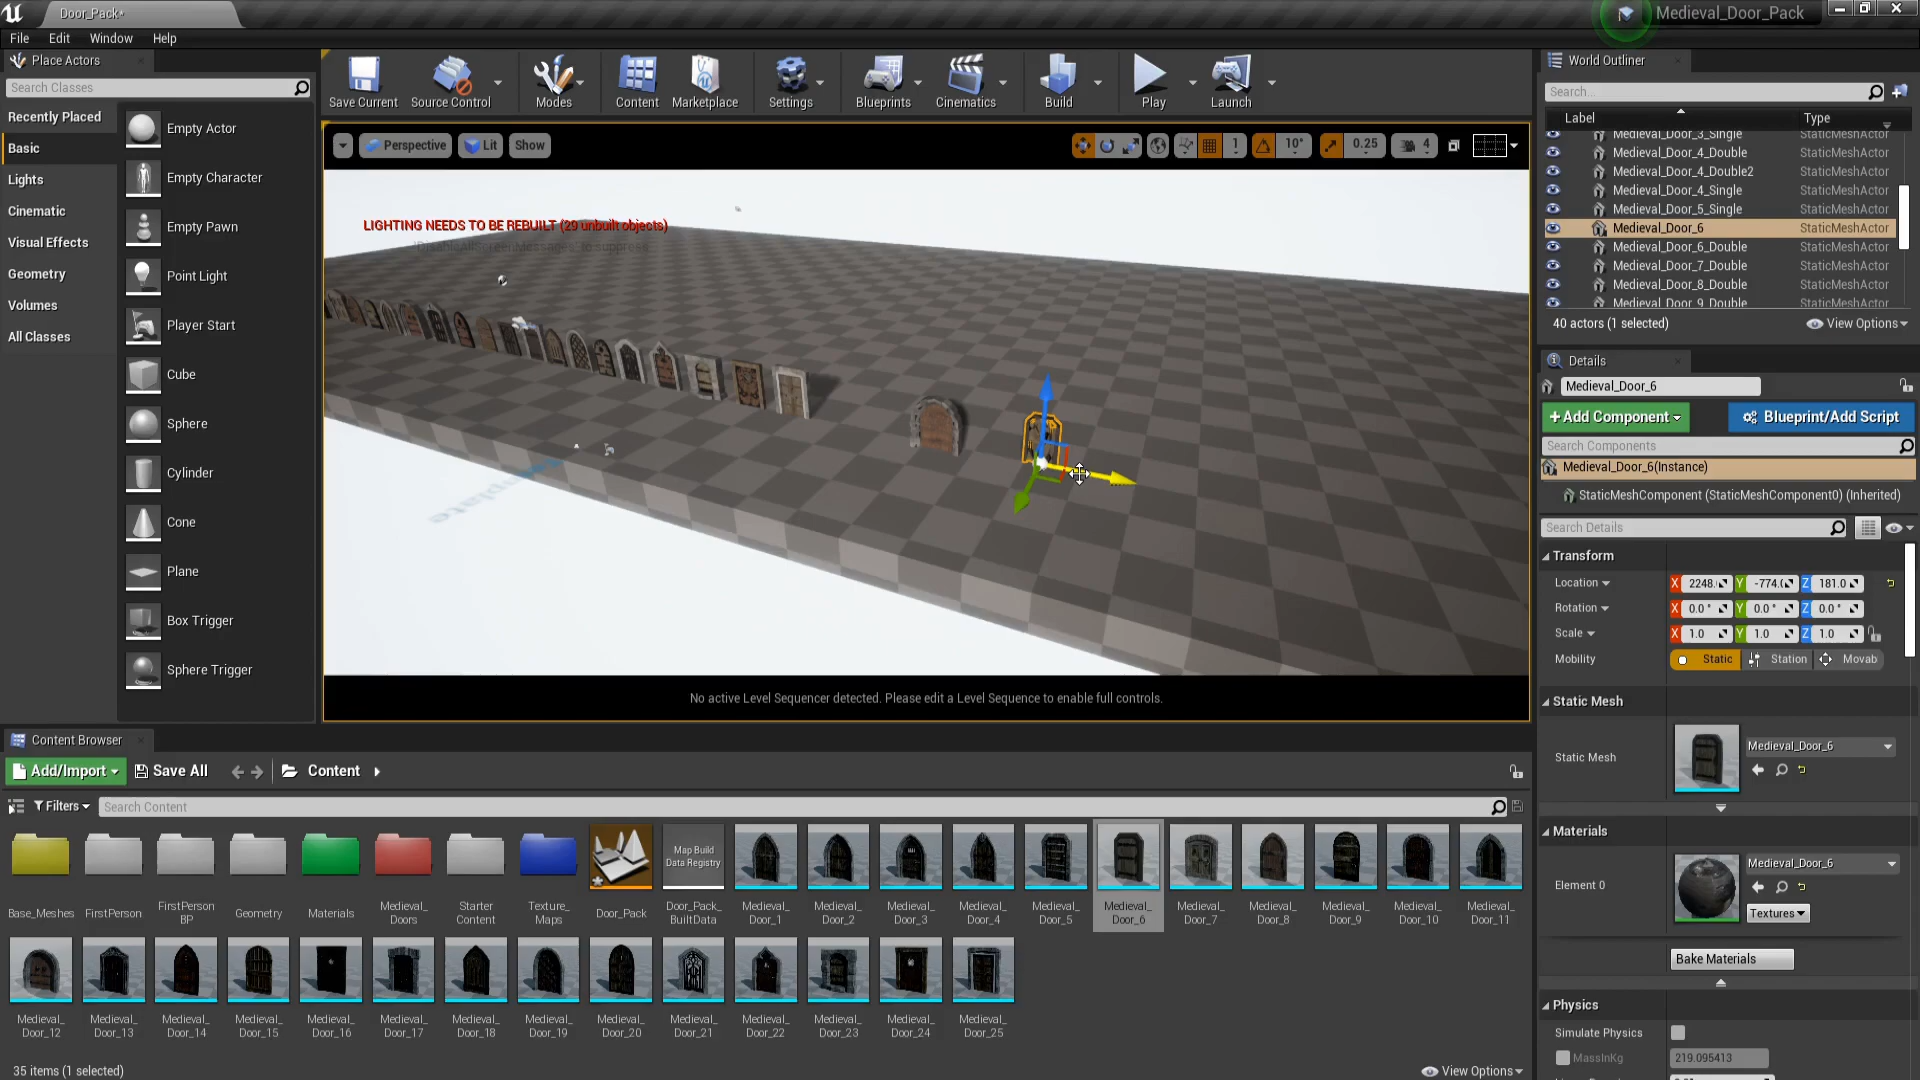 Door_Pack*
Medieval_Door_Pack
File Edit Window Help
Place Actors
Search Classes
Recently Placed
Basic
Lights
Cinematic
Visual Effects
Geometry
Volumes
All Classes
Empty Actor
Empty Character
Empty Pawn
Point Light
Player Start
Cube
Sphere
Cylinder
Cone
Plane
Box Trigger
Sphere Trigger
Save Current
Source Control
Modes
Content
Marketplace
Settings
Blueprints
Cinematics
Build
Play
Launch
Perspective Lit Show
1 10° 0.25 4
LIGHTING NEEDS TO BE REBUILT (29 unbuilt objects)
'DisableAllScreenMessages' to suppress
No active Level Sequencer detected. Please edit a Level Sequence to enable full controls.
World Outliner
Search...
Label Type
Medieval_Door_3_Single StaticMeshActor
Medieval_Door_4_Double StaticMeshActor
Medieval_Door_4_Double2 StaticMeshActor
Medieval_Door_4_Single StaticMeshActor
Medieval_Door_5_Single StaticMeshActor
Medieval_Door_6 StaticMeshActor
Medieval_Door_6_Double StaticMeshActor
Medieval_Door_7_Double StaticMeshActor
Medieval_Door_8_Double StaticMeshActor
Medieval_Door_9_Double StaticMeshActor
40 actors (1 selected) View Options
Details
Medieval_Door_6
+Add Component Blueprint/Add Script
Search Components
Medieval_Door_6(Instance)
StaticMeshComponent (StaticMeshComponent0) (Inherited)
Search Details
Transform
Location X 2248. Y -774.( Z 181.0
Rotation X 0.0 ° Y 0.0 ° Z 0.0 °
Scale X 1.0 Y 1.0 Z 1.0
Mobility Static Station Movab
Static Mesh
Static Mesh Medieval_Door_6
Materials
Element 0 Medieval_Door_6
Textures
Bake Materials
Physics
Simulate Physics
MassInKg 219.095413
Content Browser
Add/Import Save All Content
Filters Search Content
Map Build
Data Registry
Base_Meshes
FirstPerson
FirstPerson
BP
Geometry
Materials
Medieval_
Doors
Starter
Content
Texture_
Maps
Door_Pack
Door_Pack_
BuiltData
Medieval_
Door_1
Medieval_
Door_2
Medieval_
Door_3
Medieval_
Door_4
Medieval_
Door_5
Medieval_
Door_6
Medieval_
Door_7
Medieval_
Door_8
Medieval_
Door_9
Medieval_
Door_10
Medieval_
Door_11
Medieval_
Door_12
Medieval_
Door_13
Medieval_
Door_14
Medieval_
Door_15
Medieval_
Door_16
Medieval_
Door_17
Medieval_
Door_18
Medieval_
Door_19
Medieval_
Door_20
Medieval_
Door_21
Medieval_
Door_22
Medieval_
Door_23
Medieval_
Door_24
Medieval_
Door_25
35 items (1 selected) View Options